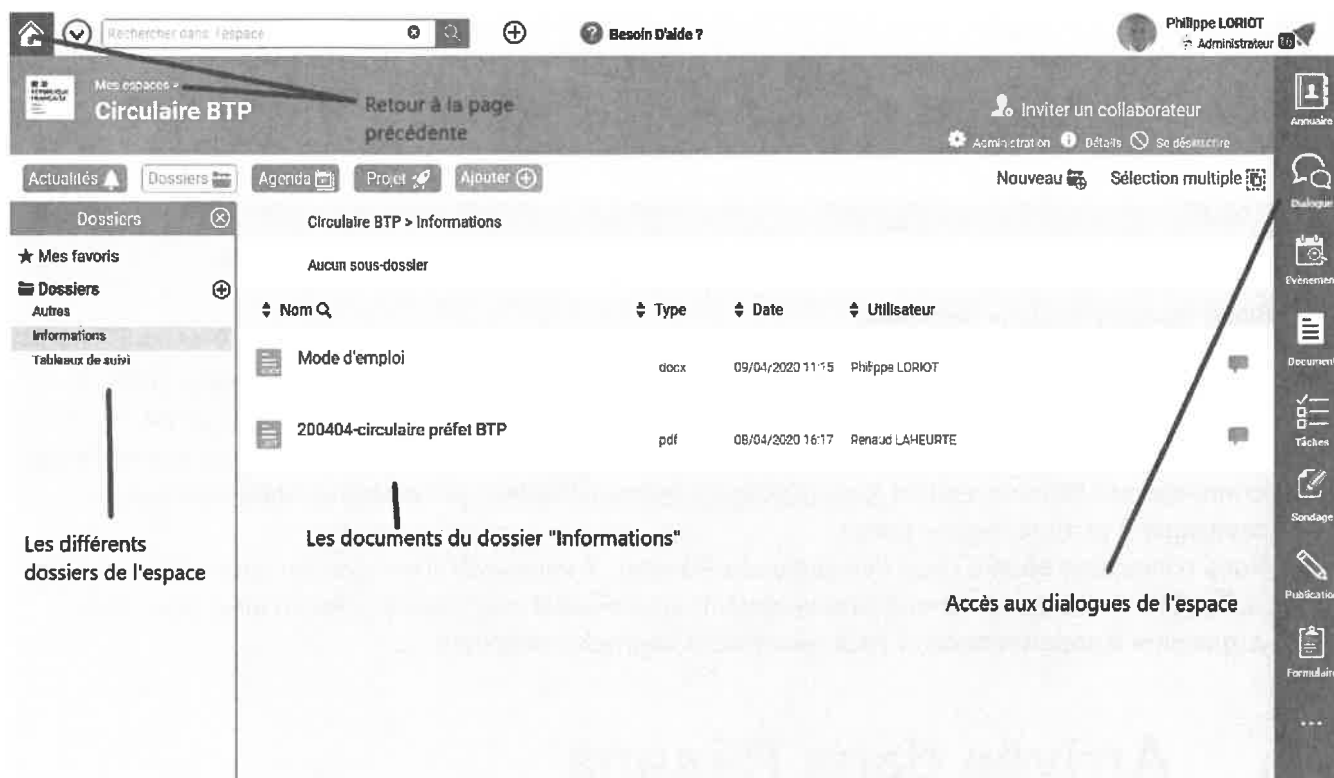 Rechercher dans l'espace
Besoin D'aide ?
Philippe LORIOT
Administrateur
16
RÉPUBLIQUE
FRANÇAISE
Mes espaces »
Circulaire BTP
Retour à la page
précédente
Inviter un collaborateur
Administration Détails Se désinscrire
Annuaire
Actualités Dossiers Agenda Projet Ajouter
Nouveau Sélection multiple
Dialogue
Dossiers
Circulaire BTP > Informations
Mes favoris
Aucun sous-dossier
Evènement
Dossiers
Autres
Informations
Tableaux de suivi
Nom Type Date Utilisateur
Mode d'emploi docx 09/04/2020 11:15 Philippe LORIOT
Document
200404-circulaire préfet BTP pdf 08/04/2020 16:17 Renaud LAHEURTE
Tâches
Sondage
Les différents
dossiers de l'espace
Les documents du dossier "Informations"
Accès aux dialogues de l'espace
Publication
Formulaire
...